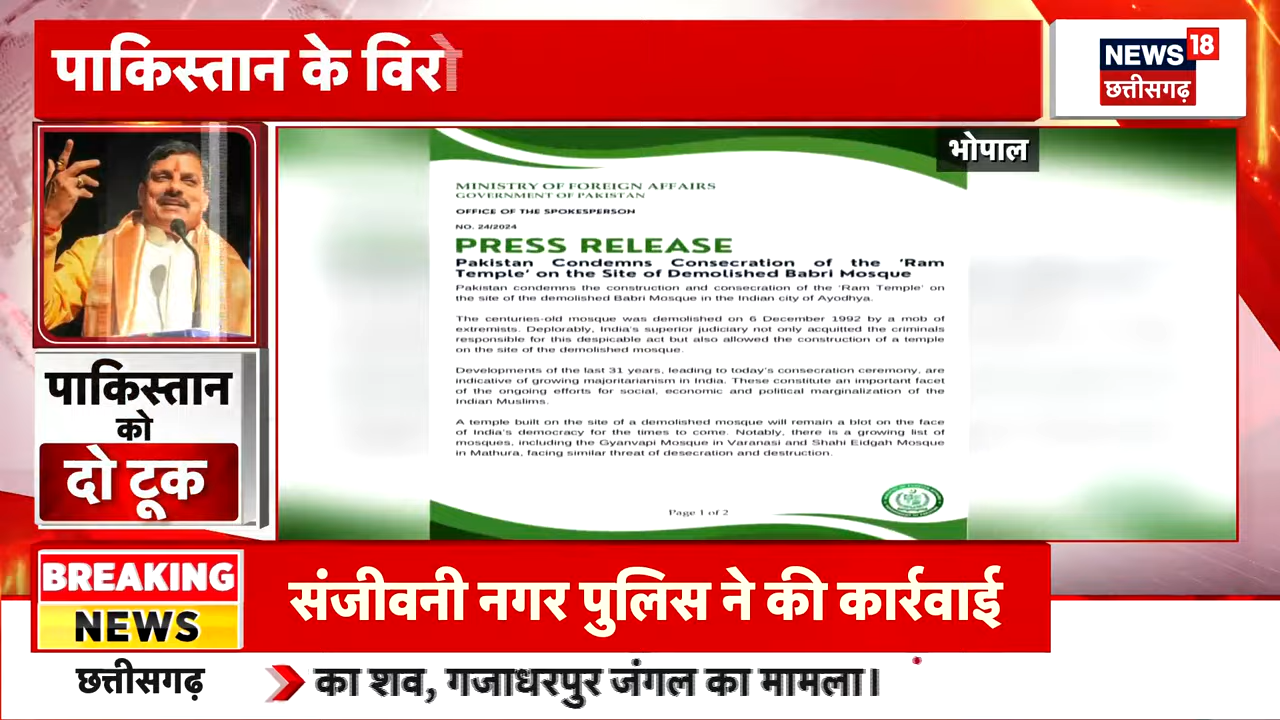 पाकिस्तान के विरो
NEWS 18
छत्तीसगढ़
भोपाल
MINISTRY OF FOREIGN AFFAIRS
GOVERNMENT OF PAKISTAN
OFFICE OF THE SPOKESPERSON
NO. 24/2024
PRESS RELEASE
Pakistan Condemns Consecration of the ‘Ram
Temple’ on the Site of Demolished Babri Mosque
Pakistan condemns the construction and consecration of the ‘Ram Temple’ on
the site of the demolished Babri Mosque in the Indian city of Ayodhya.
The centuries-old mosque was demolished on 6 December 1992 by a mob of
extremists. Deplorably, India’s superior judiciary not only acquitted the criminals
responsible for this despicable act but also allowed the construction of a temple
on the site of the demolished mosque.
Developments of the last 31 years, leading to today’s consecration ceremony, are
indicative of growing majoritarianism in India. These constitute an important facet
of the ongoing efforts for social, economic and political marginalization of the
Indian Muslims.
A temple built on the site of a demolished mosque will remain a blot on the face
of India’s democracy for the times to come. Notably, there is a growing list of
mosques, including the Gyanvapi Mosque in Varanasi and Shahi Eidgah Mosque
in Mathura, facing similar threat of desecration and destruction.
Page 1 of 2
पाकिस्तान
को
दो टूक
BREAKING
NEWS
संजीवनी नगर पुलिस ने की कार्रवाई
छत्तीसगढ़
का शव, गजाधरपुर जंगल का मामला।